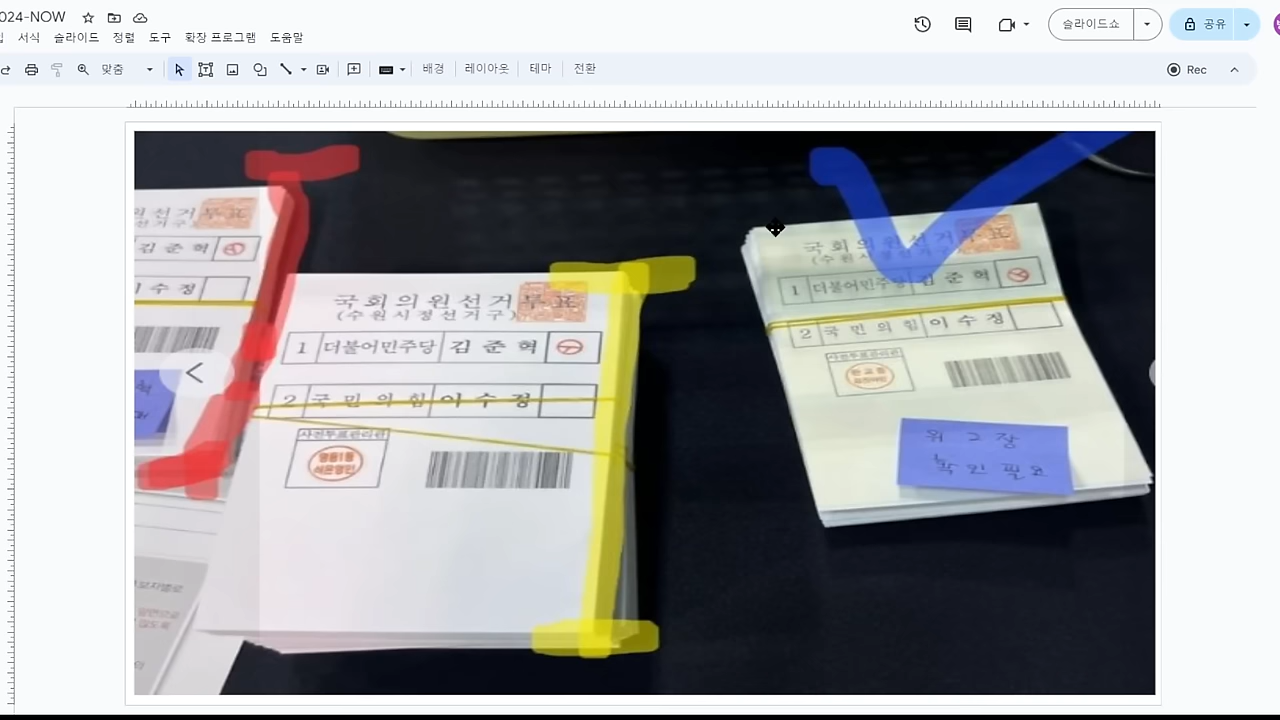 024-NOW
서식 슬라이드 정렬 도구 확장 프로그램 도움말
슬라이드쇼
공유
맞춤
배경 레이아웃 테마 전환
Rec
선거투표
선거구)
김준혁
수정
국회의원선거투표
(수원시정선거구)
1 더불어민주당 김준혁
2 국민의힘 이수정
사전투표관리관
국회의원선거투표
(수원시정선거구)
1 더불어민주당 김준혁
2 국민의힘 이수정
사전투표관리관
위고장
확인필요